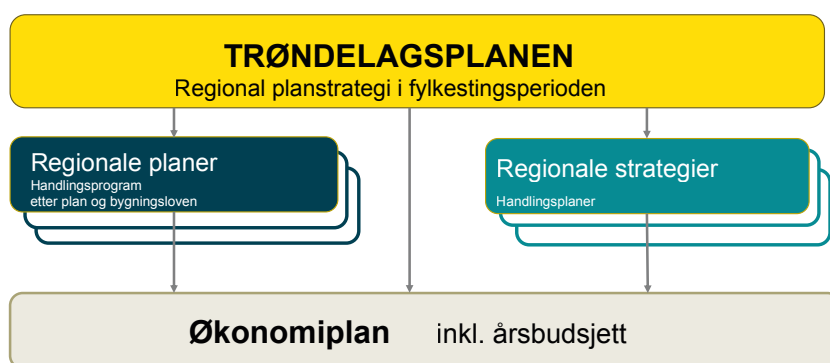 TRØNDELAGSPLANEN
Regional planstrategi i fylkestingsperioden
Regionale planer
Handlingsprogram
etter plan og bygningsloven
Regionale strategier
Handlingsplaner
Økonomiplan inkl. årsbudsjett